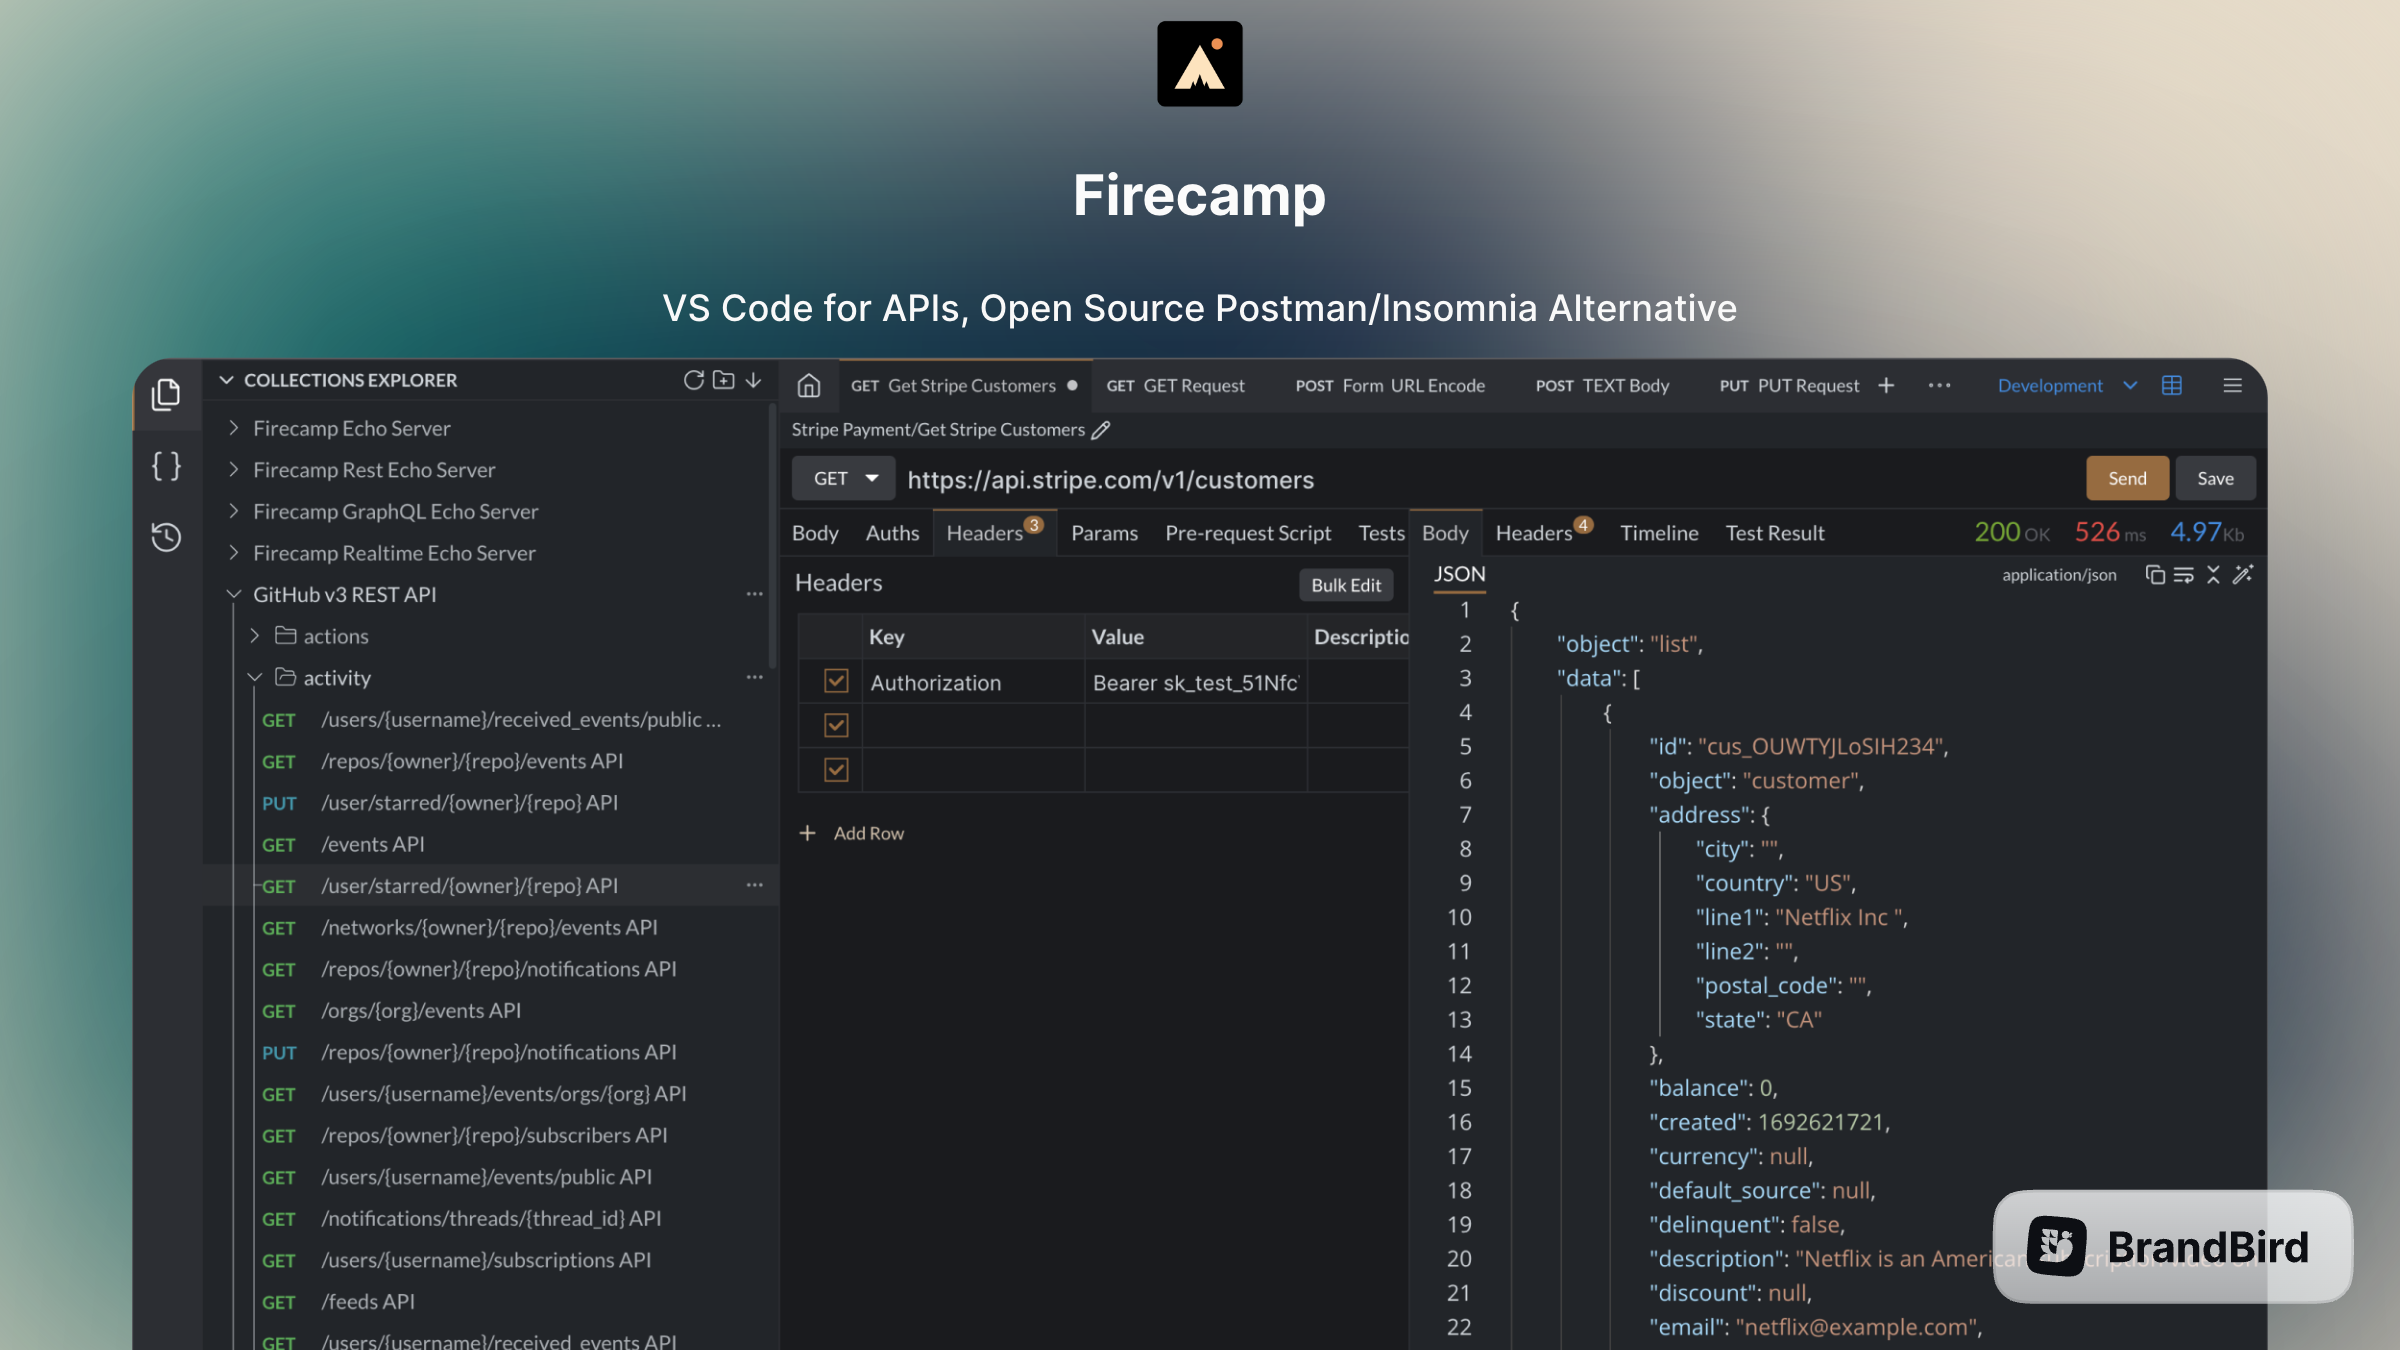 Firecamp
VS Code for APIs, Open Source Postman/Insomnia Alternative
COLLECTIONS EXPLORER
Firecamp Echo Server
Firecamp Rest Echo Server
Firecamp GraphQL Echo Server
Firecamp Realtime Echo Server
GitHub v3 REST API
actions
activity
GET /users/{username}/received_events/public ...
GET /repos/{owner}/{repo}/events API
PUT /user/starred/{owner}/{repo} API
GET /events API
GET /user/starred/{owner}/{repo} API
GET /networks/{owner}/{repo}/events API
GET /repos/{owner}/{repo}/notifications API
GET /orgs/{org}/events API
PUT /repos/{owner}/{repo}/notifications API
GET /users/{username}/events/orgs/{org} API
GET /repos/{owner}/{repo}/subscribers API
GET /users/{username}/events/public API
GET /notifications/threads/{thread_id} API
GET /users/{username}/subscriptions API
GET /feeds API
GET /users/{username}/received_events API
GET Get Stripe Customers GET GET Request POST Form URL Encode POST TEXT Body PUT PUT Request Development
Stripe Payment/Get Stripe Customers
GET https://api.stripe.com/v1/customers Send Save
Body Auths Headers 3 Params Pre-request Script Tests
Headers Bulk Edit
Key Value Descriptio
Authorization Bearer sk_test_51Nfc
Add Row
Body Headers 4 Timeline Test Result 200 OK 526 ms 4.97 Kb
JSON application/json
1 {
2 "object": "list",
3 "data": [
4 {
5 "id": "cus_OUWTYJLoSIH234",
6 "object": "customer",
7 "address": {
8 "city": "",
9 "country": "US",
10 "line1": "Netflix Inc ",
11 "line2": "",
12 "postal_code": "",
13 "state": "CA"
14 },
15 "balance": 0,
16 "created": 1692621721,
17 "currency": null,
18 "default_source": null,
19 "delinquent": false,
20 "description": "Netflix is an American
21 "discount": null,
22 "email": "netflix@example.com",
BrandBird